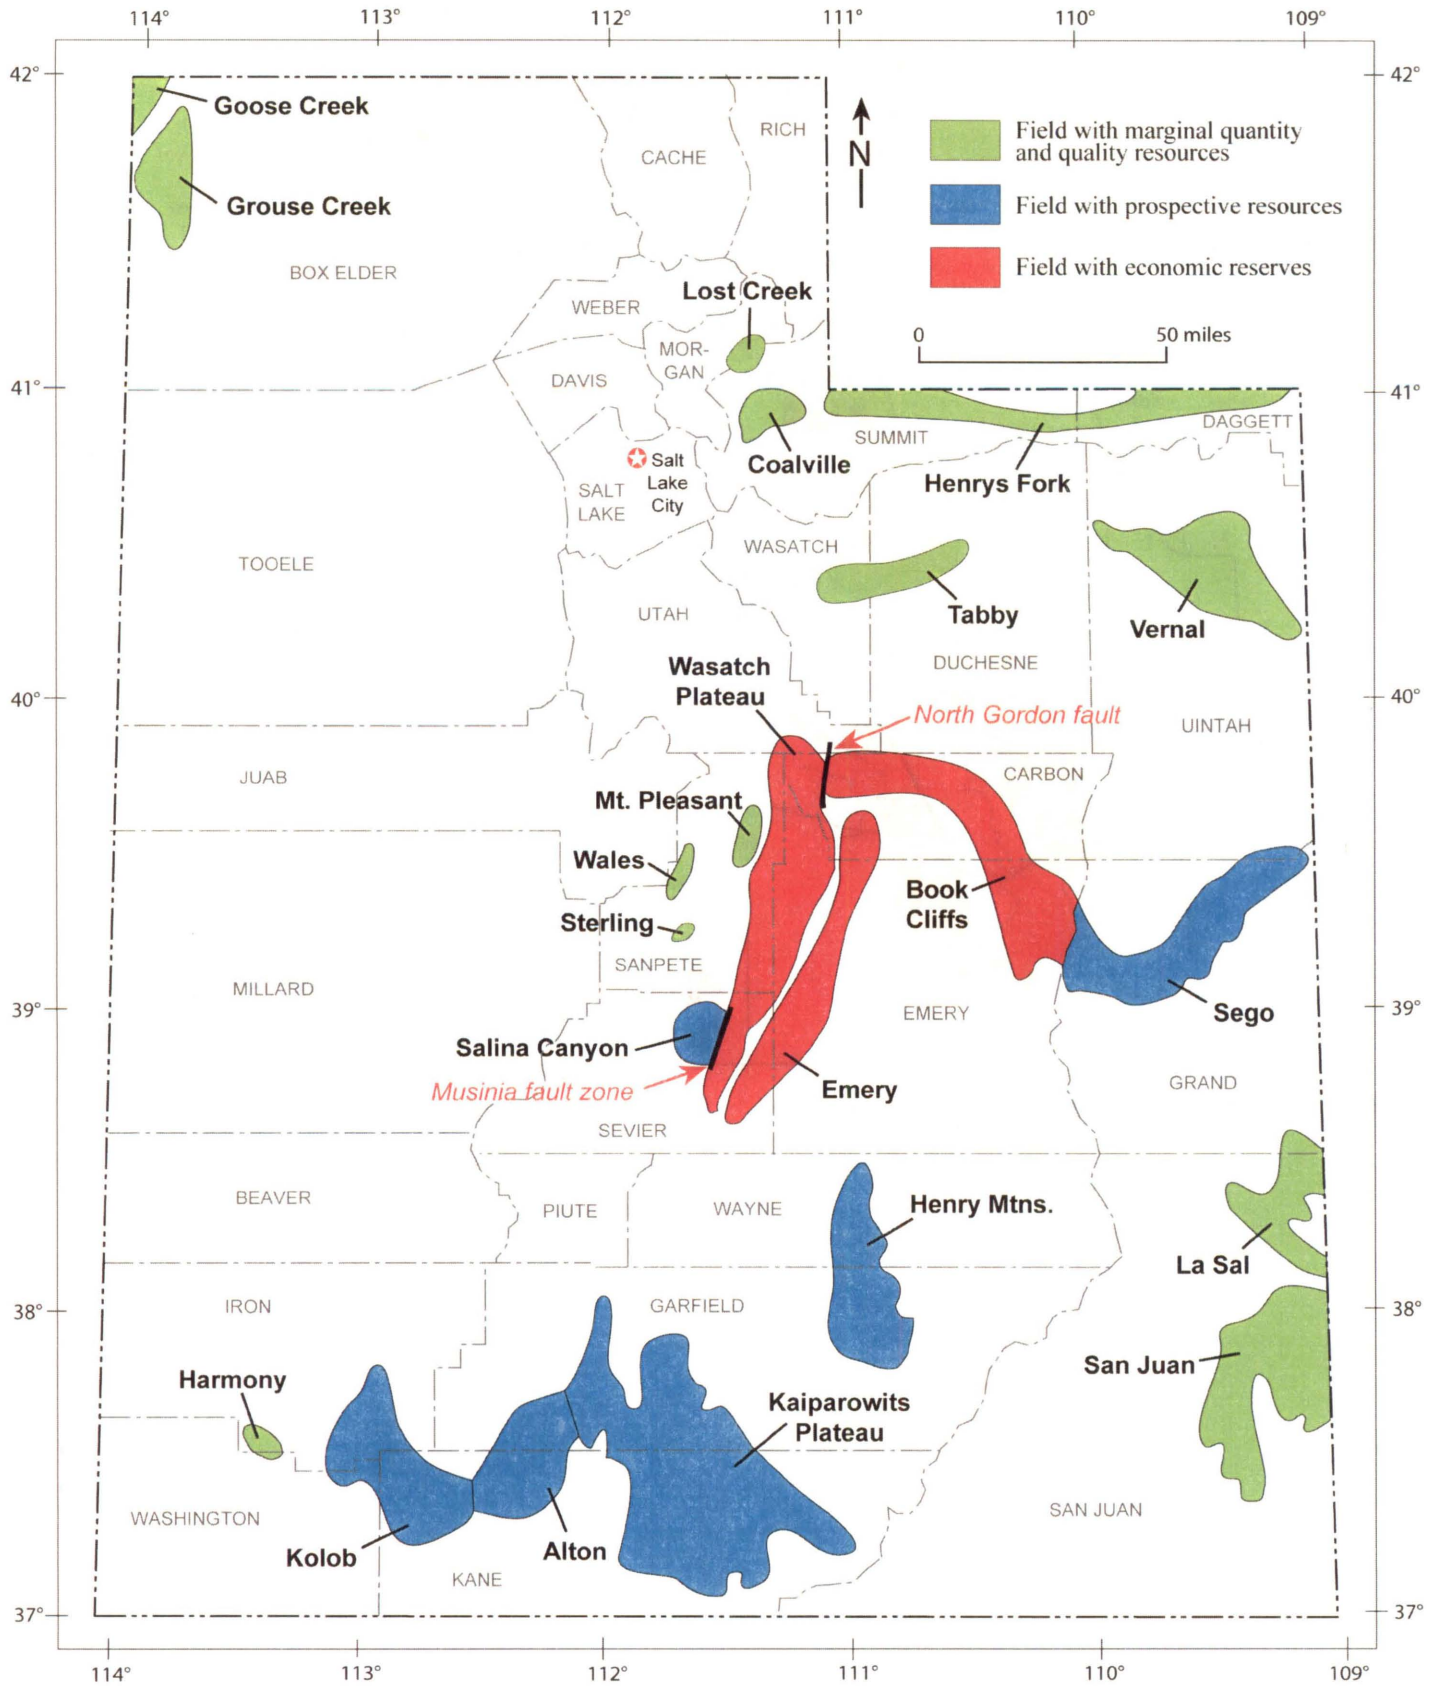 114°
113°
112°
111°
110°
109°
42°
42°
Goose Creek
Grouse Creek
BOX ELDER
CACHE
RICH
N
Field with marginal quantity
and quality resources
Field with prospective resources
Field with economic reserves
0
50 miles
WEBER
Lost Creek
MOR-
GAN
DAVIS
41°
41°
Coalville
SUMMIT
DAGGETT
Henrys Fork
Salt
Lake
City
SALT
LAKE
TOOELE
WASATCH
UTAH
Tabby
Vernal
DUCHESNE
Wasatch
Plateau
North Gordon fault
40°
40°
UINTAH
JUAB
CARBON
Mt. Pleasant
Wales
Book
Cliffs
Sterling
SANPETE
MILLARD
39°
39°
EMERY
Sego
Salina Canyon
Musinia fault zone
Emery
GRAND
SEVIER
BEAVER
PIUTE
WAYNE
Henry Mtns.
La Sal
IRON
GARFIELD
38°
38°
Harmony
San Juan
Kaiparowits
Plateau
WASHINGTON
SAN JUAN
Kolob
Alton
KANE
37°
37°
114°
113°
112°
111°
110°
109°